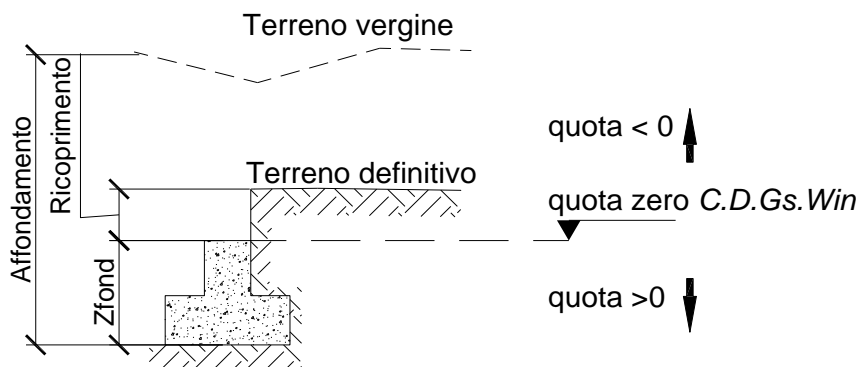 Terreno vergine
Affondamento
Ricoprimento
quota < 0
Terreno definitivo
quota zero C.D.Gs.Win
Zfond
quota >0